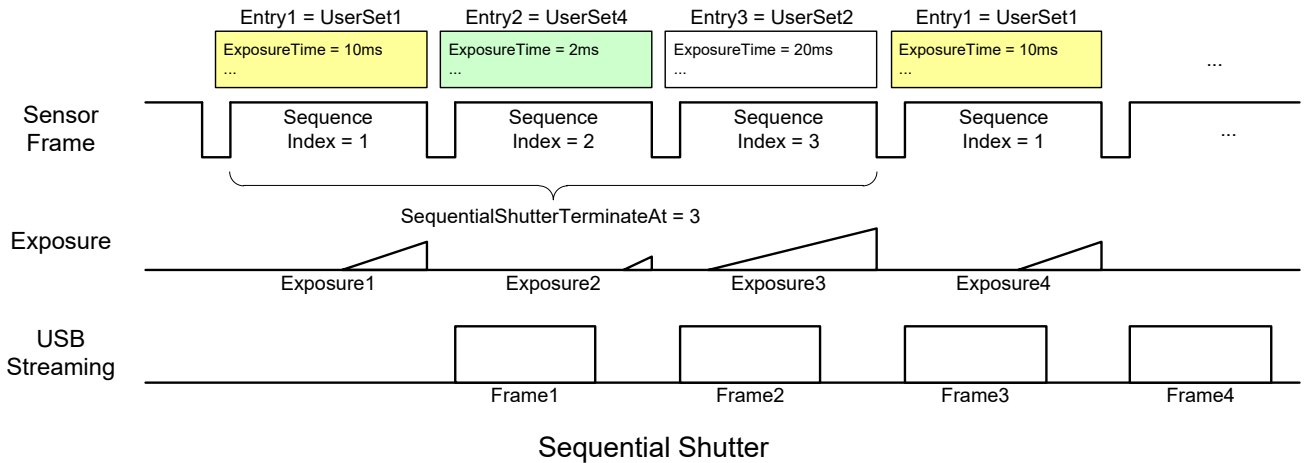 Entry1 = UserSet1
Entry2 = UserSet4
Entry3 = UserSet2
Entry1 = UserSet1
ExposureTime = 10ms
...
ExposureTime = 2ms
...
ExposureTime = 20ms
...
ExposureTime = 10ms
...
...
Sensor
Frame
Sequence
Index = 1
Sequence
Index = 2
Sequence
Index = 3
Sequence
Index = 1
...
SequentialShutterTerminateAt = 3
Exposure
Exposure1
Exposure2
Exposure3
Exposure4
USB
Streaming
Frame1
Frame2
Frame3
Frame4
Sequential Shutter